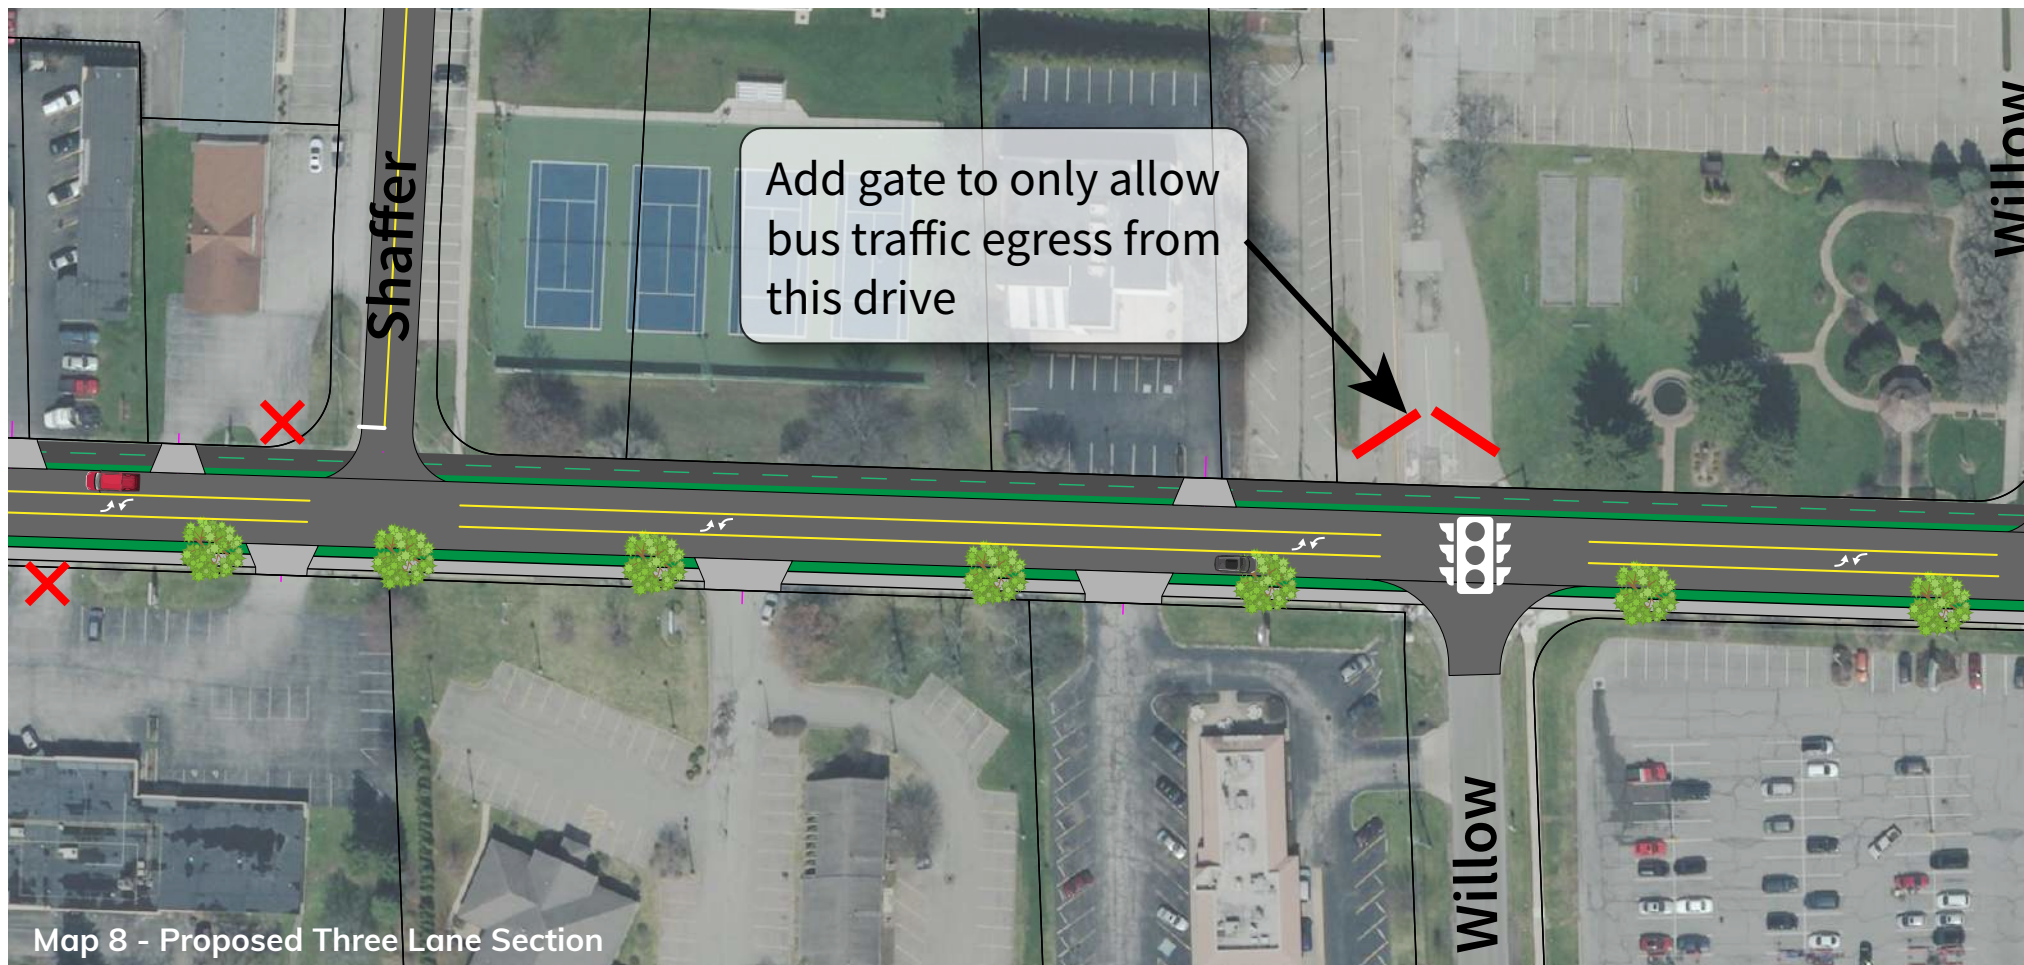 Shaffer
Add gate to only allow
bus traffic egress from
this drive
Willow
Willow
Map 8 - Proposed Three Lane Section